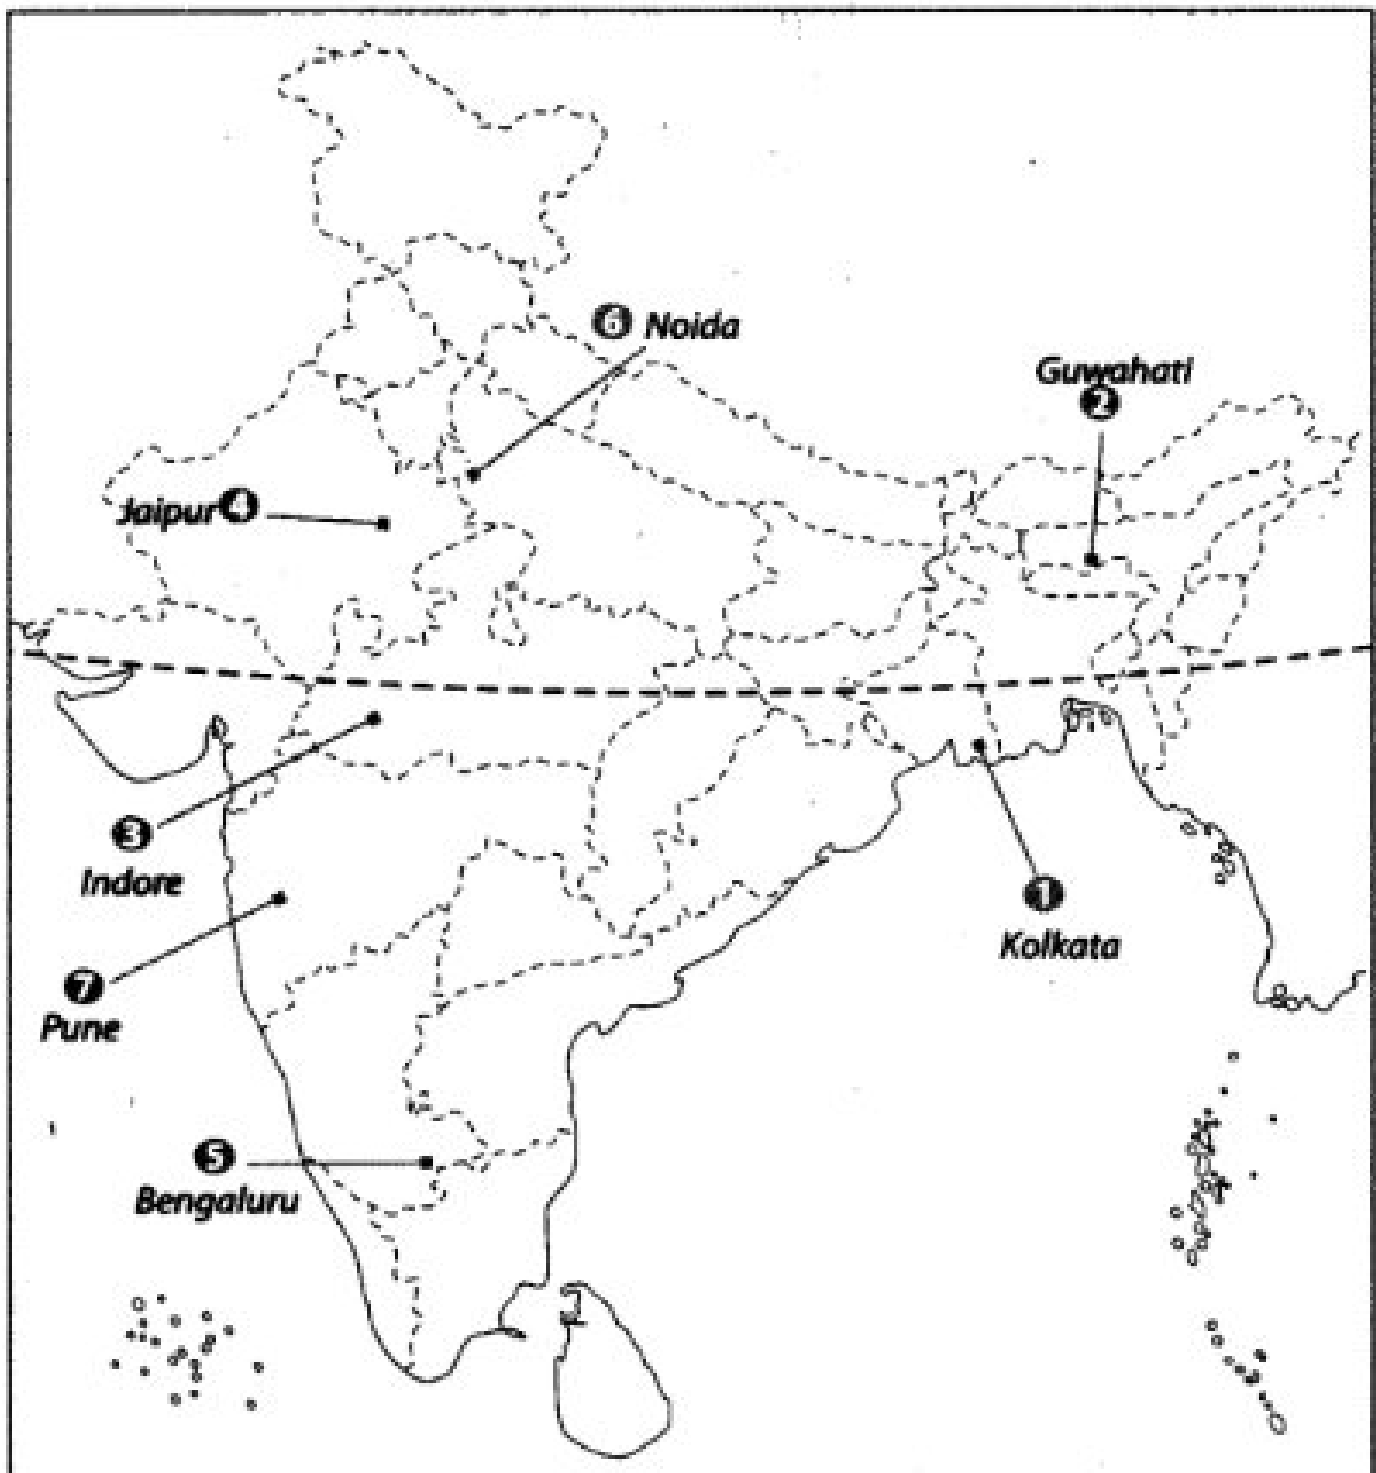 6 Noida
Guwahati
2
Jaipur 4
3
Indore
1
Kolkata
7
Pune
5
Bengaluru